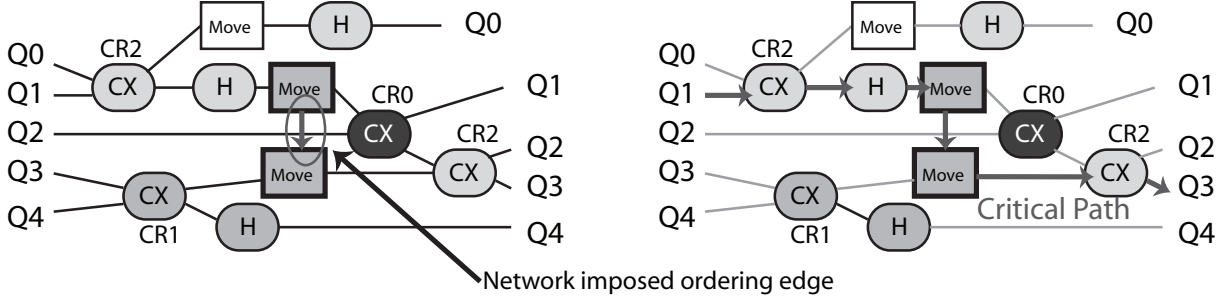 Move
H
Q0
Q0
CR2
CX
H
Move
Q1
Q1
CR0
Q2
CX
CR2
Q2
Q3
Move
CX
Q3
CX
Q4
CR1
H
Q4
Network imposed ordering edge
Move
H
Q0
Q0
CR2
CX
H
Move
Q1
Q1
CR0
Q2
CX
CR2
Q2
Q3
Move
CX
Q3
CX
Critical Path
Q4
CR1
H
Q4